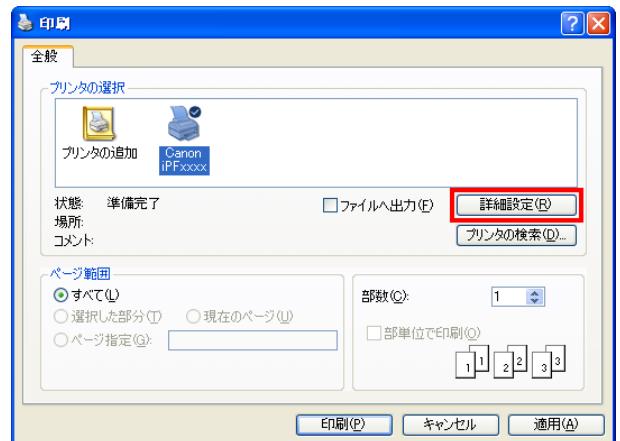 印刷
全般
プリンタの選択
プリンタの追加
Canon
iPFxxxx
状態: 準備完了
ファイルへ出力(F)
詳細設定(R)
場所:
コメント:
プリンタの検索(D)...
ページ範囲
すべて(L)
選択した部分(T) 現在のページ(U)
ページ指定(G):
部数(C): 1
部単位で印刷(O)
1 1 2 2 3 3
印刷(P) キャンセル 適用(A)